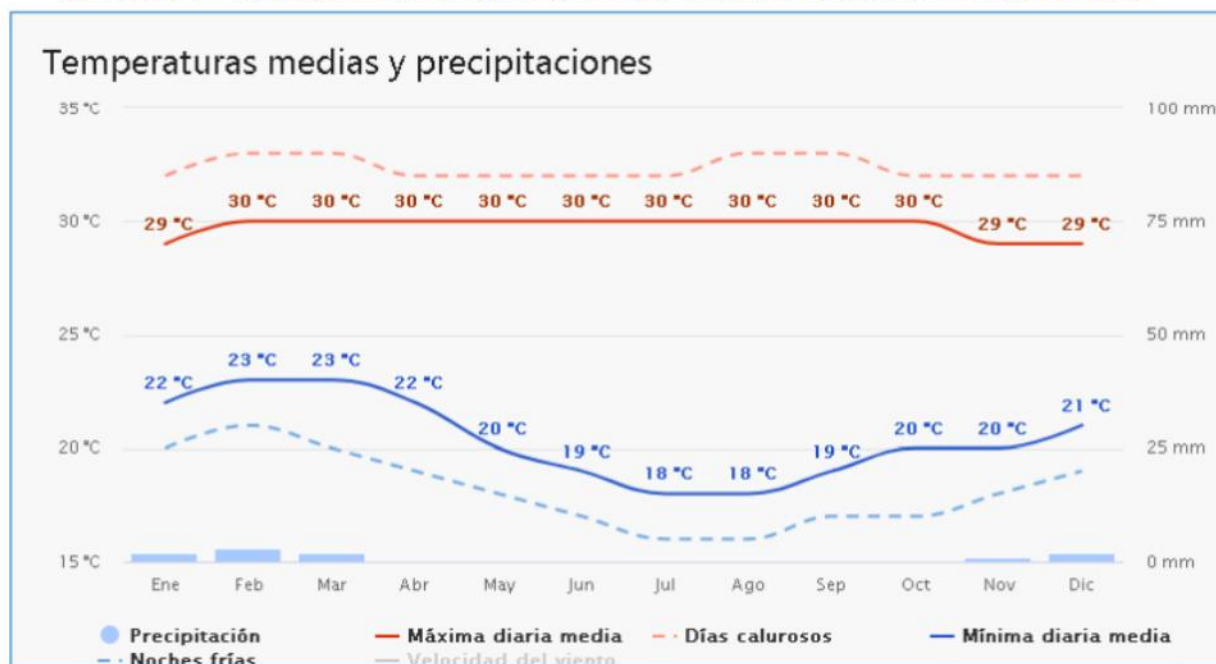 Temperaturas medias y precipitaciones
35 °C
100 mm
30 °C 30 °C 30 °C 30 °C 30 °C 30 °C 30 °C 30 °C 30 °C
30 °C
29 °C
29 °C 29 °C
75 mm
25 °C
50 mm
22 °C 23 °C 23 °C 22 °C
20 °C 19 °C 18 °C 18 °C 19 °C 20 °C 20 °C 21 °C
20 °C
25 mm
15 °C
0 mm
Ene Feb Mar Abr May Jun Jul Ago Sep Oct Nov Dic
Precipitación Máxima diaria media Días calurosos Mínima diaria media
Noches frías Velocidad del viento